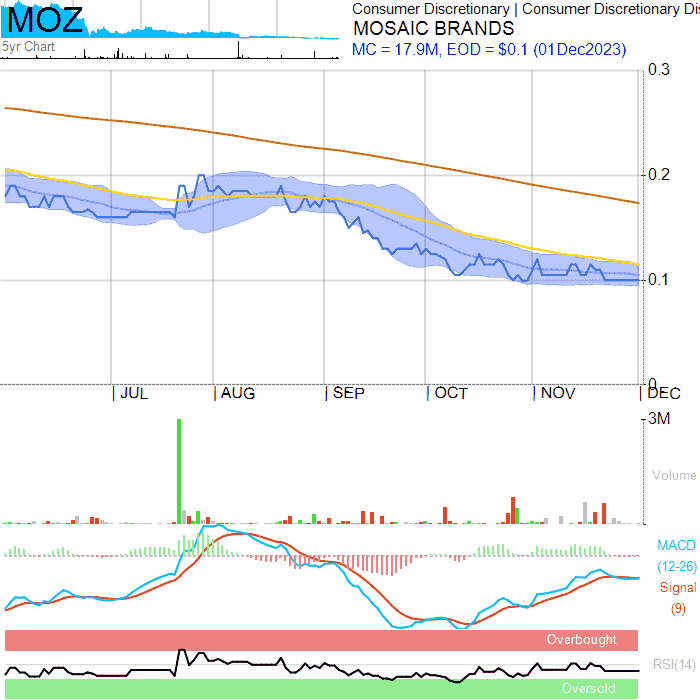 MOZ
5yr Chart
Consumer Discretionary | Consumer Discretionary Dis
MOSAIC BRANDS
MC = 17.9M, EOD = $0.1 (01Dec2023)
0.3
0.2
0.1
0
| JUL | AUG | SEP | OCT | NOV | DEC
3M
Volume
MACD
(12-26)
Signal
(9)
Overbought
RSI(14)
Oversold